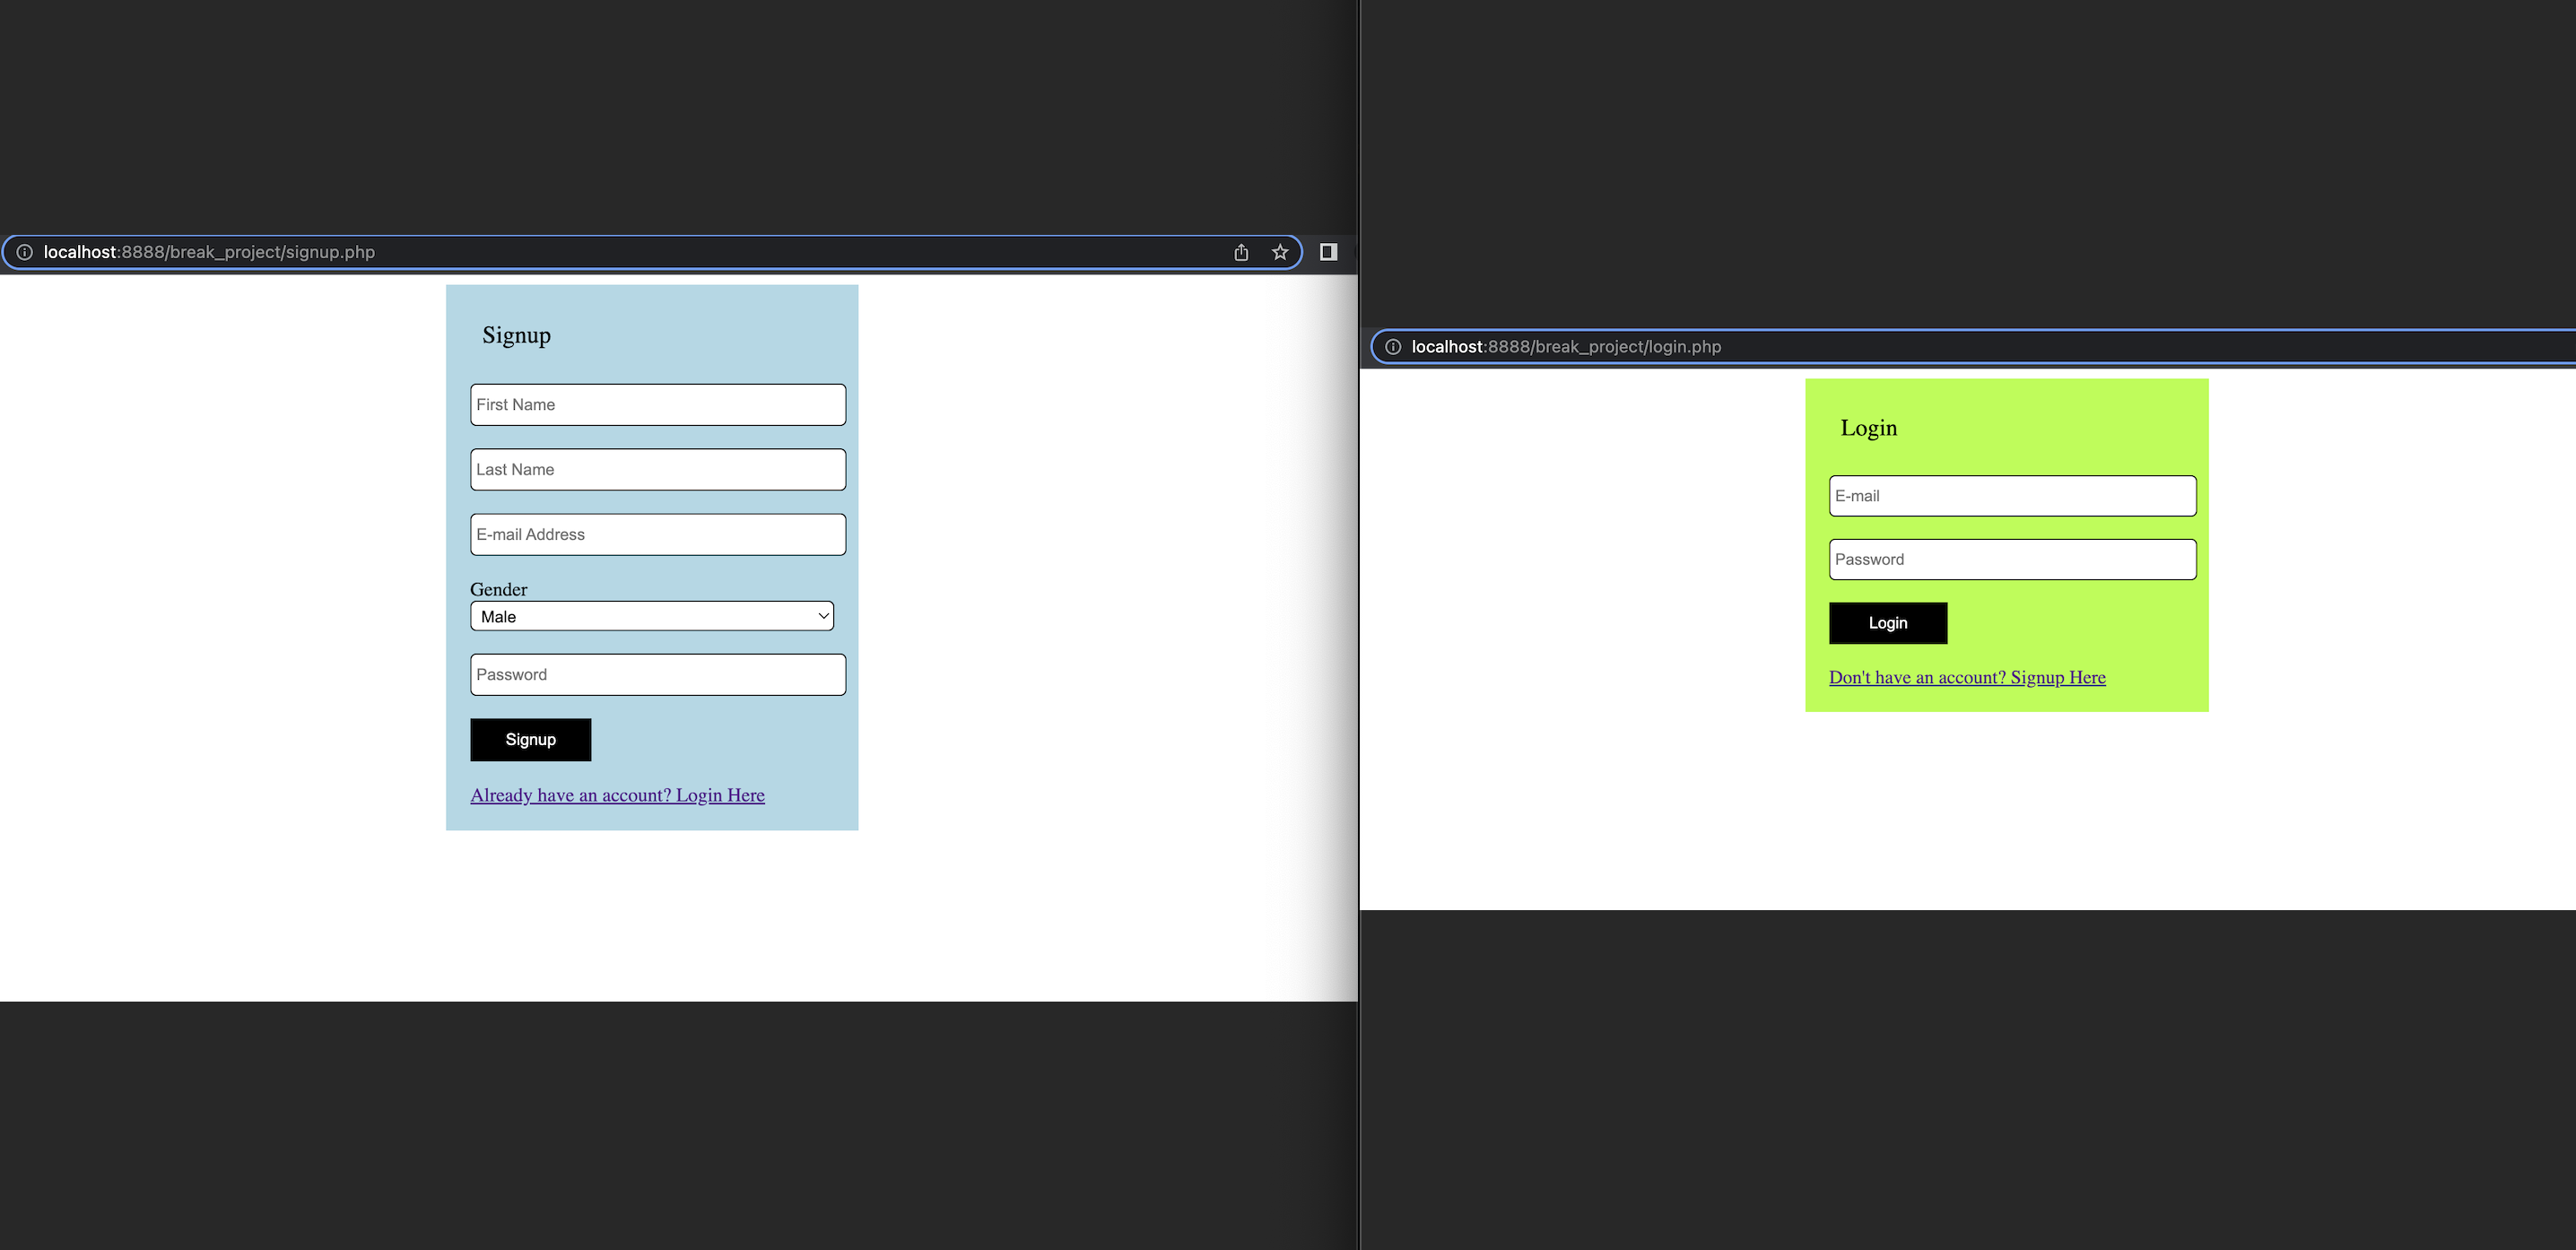 localhost:8888/break_project/signup.php
Signup
First Name
Last Name
E-mail Address
Gender
Male
Password
Signup
Already have an account? Login Here
localhost:8888/break_project/login.php
Login
E-mail
Password
Login
Don't have an account? Signup Here